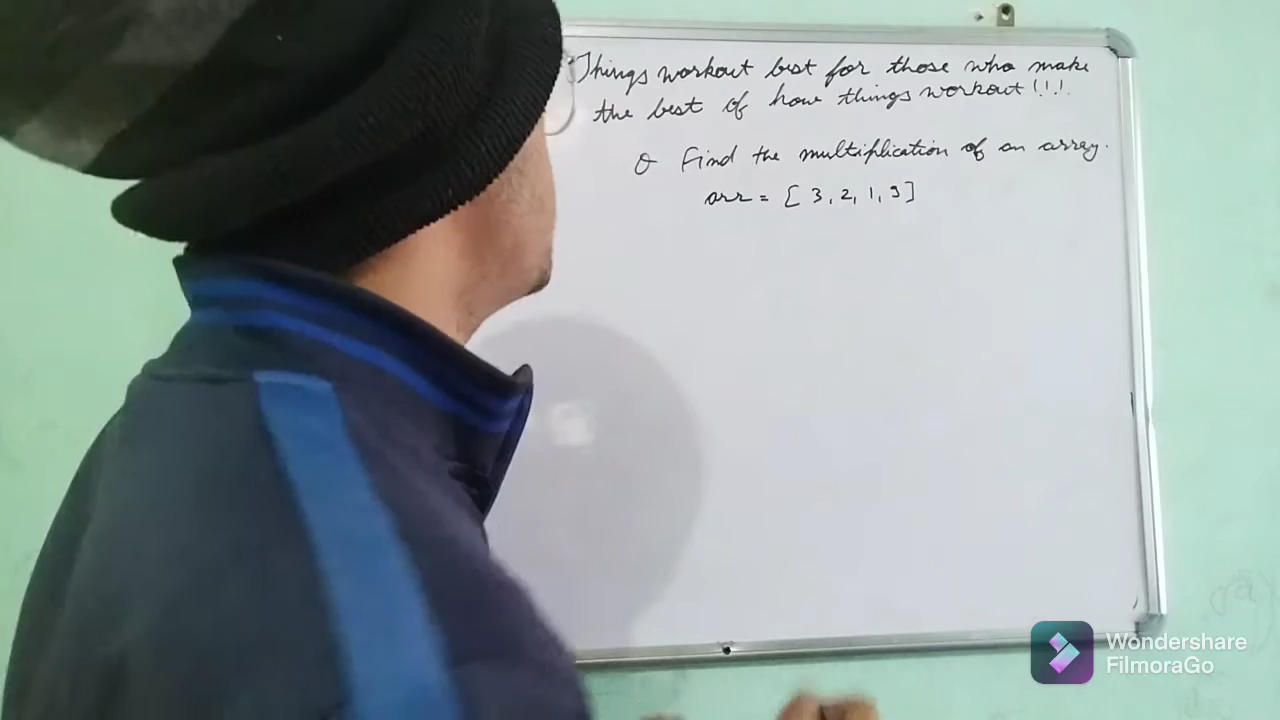 Things workout best for those who make
the best of how things workout !!!
Find the multiplication of an array.
arr = [ 3, 2, 1, 9 ]
Wondershare
FilmoraGo